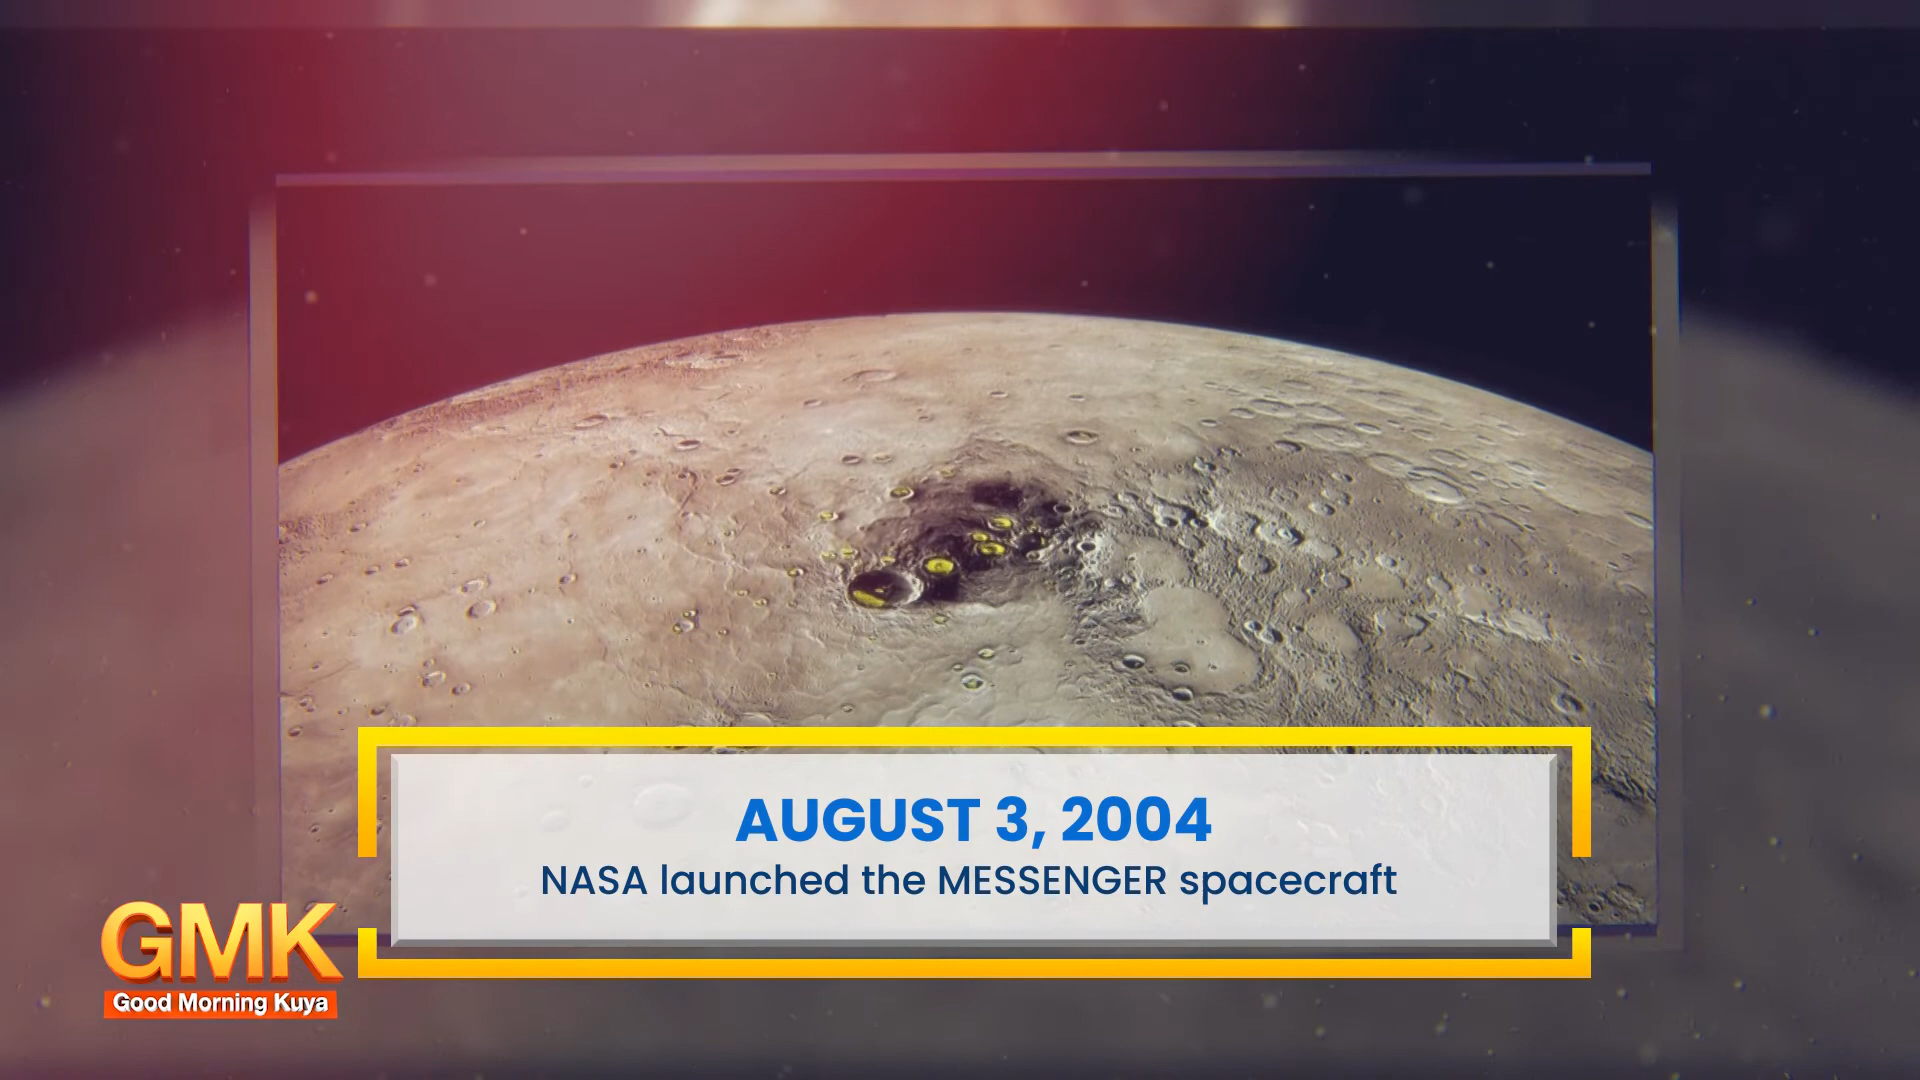 AUGUST 3, 2004
NASA launched the MESSENGER spacecraft
GMK
Good Morning Kuya